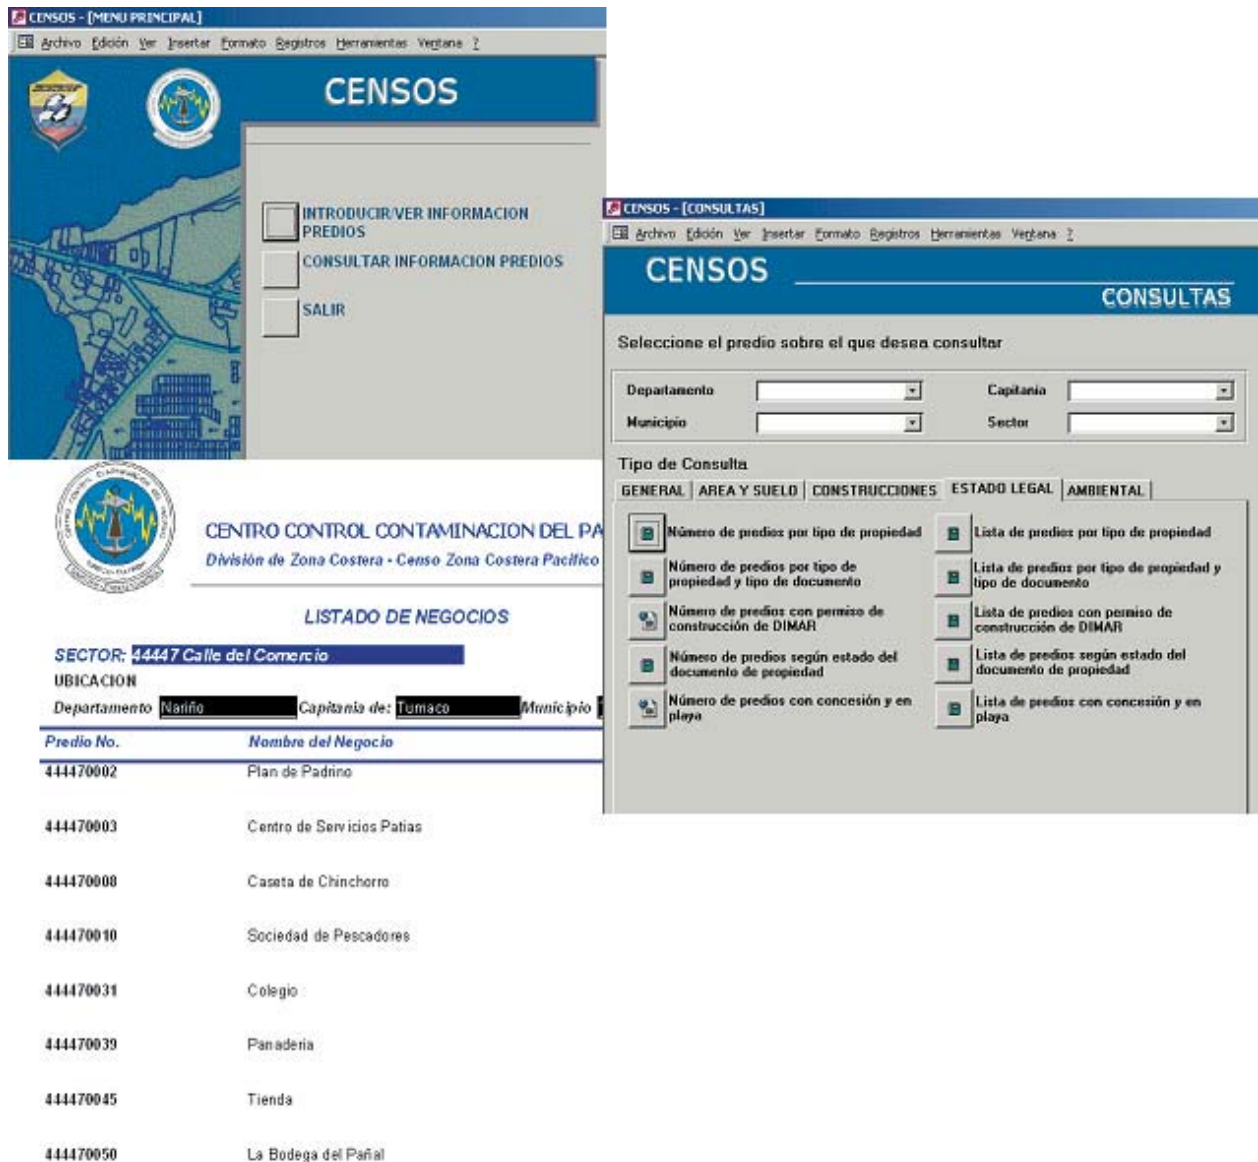 CENSOS - [MENU PRINCIPAL]
Archivo Edición Ver Insertar Formato Registros Herramientas Ventana ?
CENSOS
INTRODUCIR/VER INFORMACION
PREDIOS
CONSULTAR INFORMACION PREDIOS
SALIR
CENSOS - [CONSULTAS]
Archivo Edición Ver Insertar Formato Registros Herramientas Ventana ?
CENSOS
CONSULTAS
Seleccione el predio sobre el que desea consultar
Departamento Capitania
Municipio Sector
Tipo de Consulta
GENERAL AREA Y SUELO CONSTRUCCIONES ESTADO LEGAL AMBIENTAL
Número de predios por tipo de propiedad
Lista de predios por tipo de propiedad
Número de predios por tipo de
propiedad y tipo de documento
Lista de predios por tipo de propiedad y
tipo de documento
Número de predios con permiso de
construcción de DIMAR
Lista de predios con permiso de
construcción de DIMAR
Número de predios según estado del
documento de propiedad
Lista de predios según estado del
documento de propiedad
Número de predios con concesión y en
playa
Lista de predios con concesión y en
playa
CENTRO CONTROL CONTAMINACION DEL PA
División de Zona Costera - Censo Zona Costera Pacífico
LISTADO DE NEGOCIOS
SECTOR: 44447 Calle del Comercio
UBICACION
Departamento Nariño Capitania de: Tumaco Municipio
Predio No. Nombre del Negocio
444470002 Plan de Padrino
444470003 Centro de Servicios Patias
444470008 Caseta de Chinchorro
444470010 Sociedad de Pescadores
444470031 Colegio
444470039 Panaderia
444470045 Tienda
444470050 La Bodega del Pañal